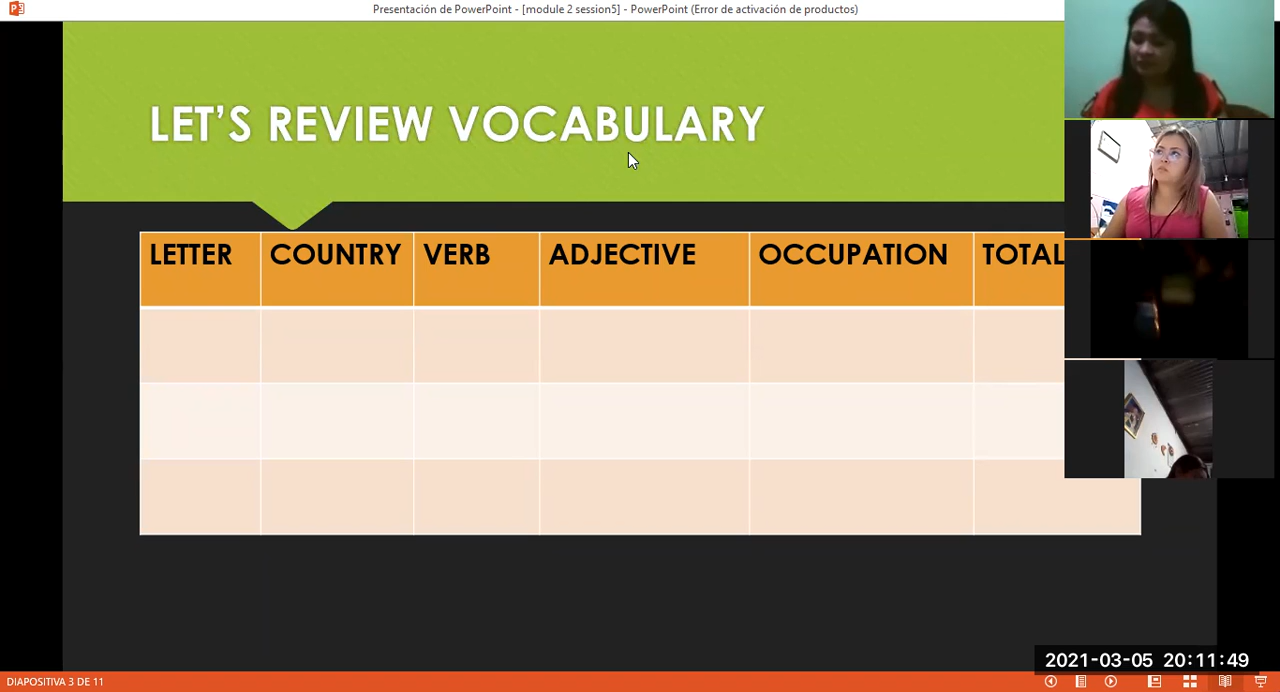 Presentación de PowerPoint - [module 2 session5] - PowerPoint (Error de activación de productos)
LET'S REVIEW VOCABULARY
LETTER COUNTRY VERB ADJECTIVE OCCUPATION TOTAL
2021-03-05 20:11:49
DIAPOSITIVA 3 DE 11